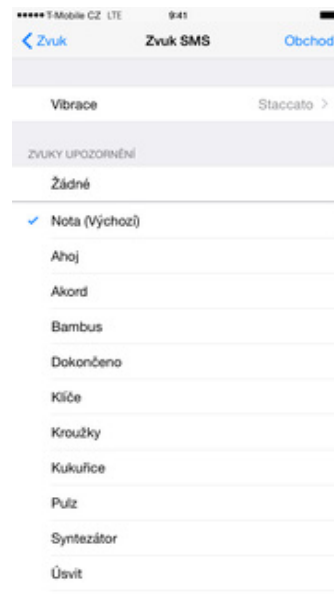 T-Mobile CZ LTE 9:41
Zvuk Zvuk SMS Obchod
Vibrace Staccato
ZVUKY UPOZORNĚNÍ
Žádné
Nota (Výchozí)
Ahoj
Akord
Bambus
Dokončeno
Klíče
Kroužky
Kukuřice
Pulz
Syntezátor
Úsvit